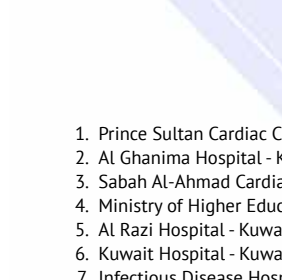 1. Prince Sultan Cardiac
2. Al Ghanima Hospital -
3. Sabah Al-Ahmad
4. Ministry of Higher
5. Al Razi Hospital -
6. Kuwait Hospital -
7. Infectious Disease